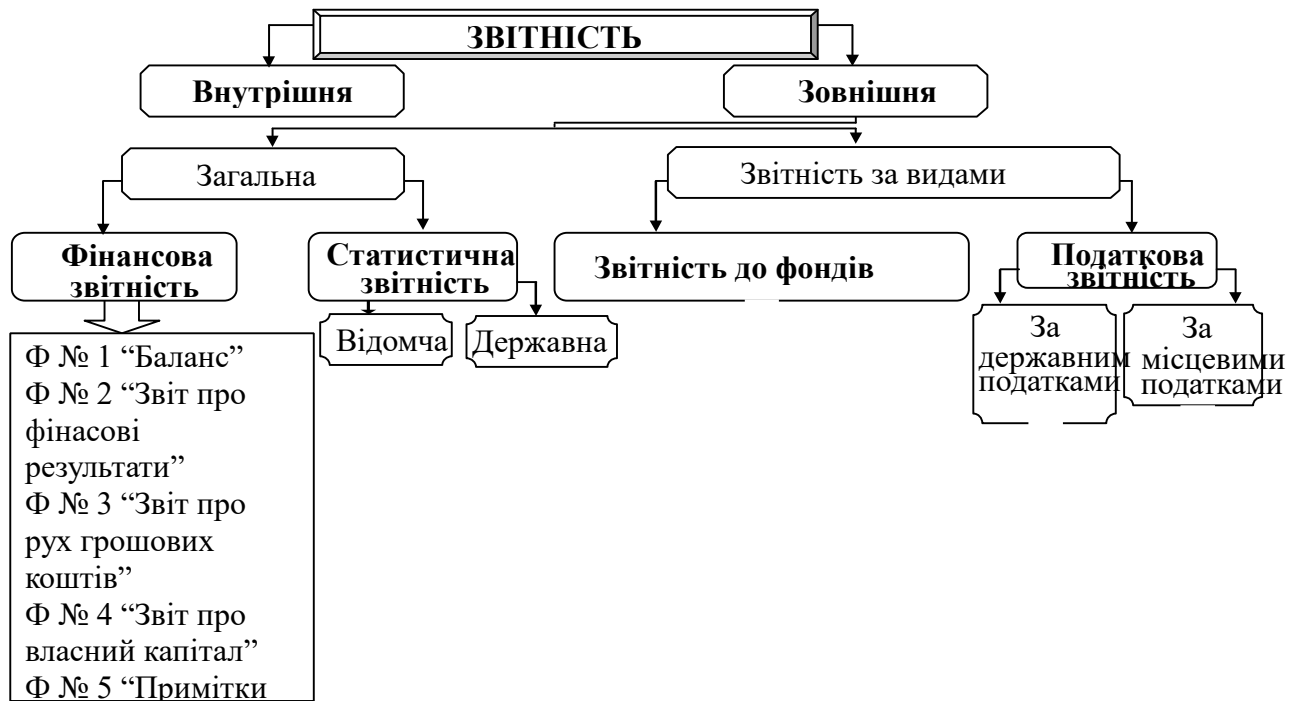 ЗВІТНІСТЬ
Внутрішня
Зовнішня
Загальна
Звітність за видами
Фінансова
звітність
Статистична
звітність
Звітність до фондів
Податкова
звітність
Відомча
Державна
За
державним
податками
За
місцевими
податками
Ф № 1 “Баланс”
Ф № 2 “Звіт про
фінасові
результати”
Ф № 3 “Звіт про
рух грошових
коштів”
Ф № 4 “Звіт про
власний капітал”
Ф № 5 “Примітки